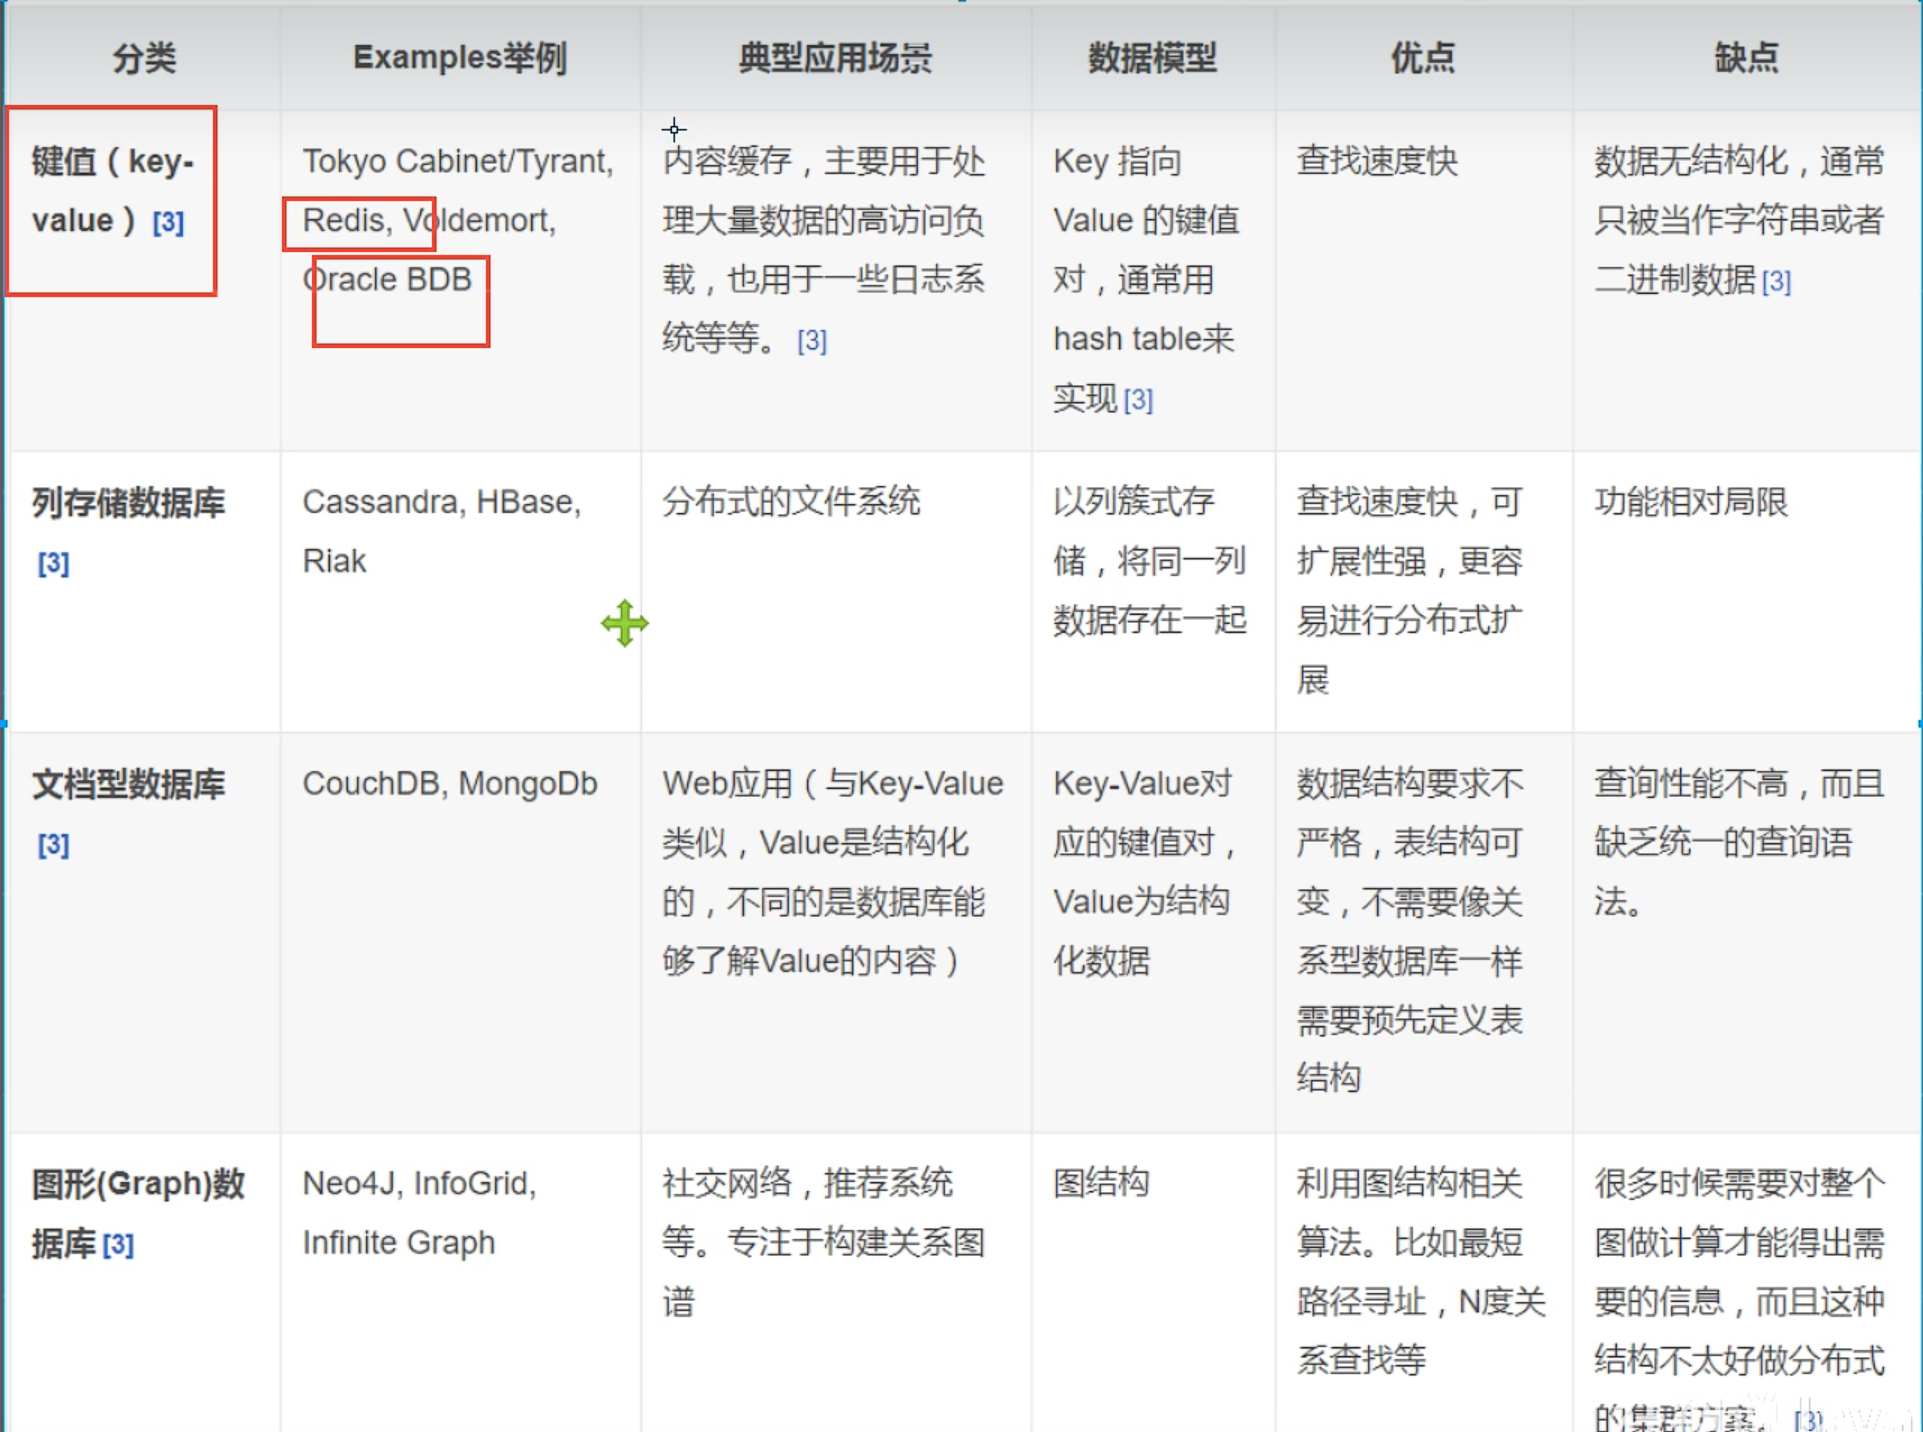 分类 Examples举例 典型应用场景 数据模型 优点 缺点
键值（key-
value）[3]
Tokyo Cabinet/Tyrant,
Redis, Voldemort,
Oracle BDB
内容缓存，主要用于处
理大量数据的高访问负
载，也用于一些日志系
统等等。[3]
Key 指向
Value 的键值
对，通常用
hash table来
实现[3]
查找速度快
数据无结构化，通常
只被当作字符串或者
二进制数据[3]
列存储数据库
[3]
Cassandra, HBase,
Riak
分布式的文件系统
以列簇式存
储，将同一列
数据存在一起
查找速度快，可
扩展性强，更容
易进行分布式扩
展
功能相对局限
文档型数据库
[3]
CouchDB, MongoDb
Web应用（与Key-Value
类似，Value是结构化
的，不同的是数据库能
够了解Value的内容）
Key-Value对
应的键值对，
Value为结构
化数据
数据结构要求不
严格，表结构可
变，不需要像关
系型数据库一样
需要预先定义表
结构
查询性能不高，而且
缺乏统一的查询语
法。
图形(Graph)数
据库[3]
Neo4J, InfoGrid,
Infinite Graph
社交网络，推荐系统
等。专注于构建关系图
谱
图结构
利用图结构相关
算法。比如最短
路径寻址，N度关
系查找等
很多时候需要对整个
图做计算才能得出需
要的信息，而且这种
结构不太好做分布式
的集群方案。[3]